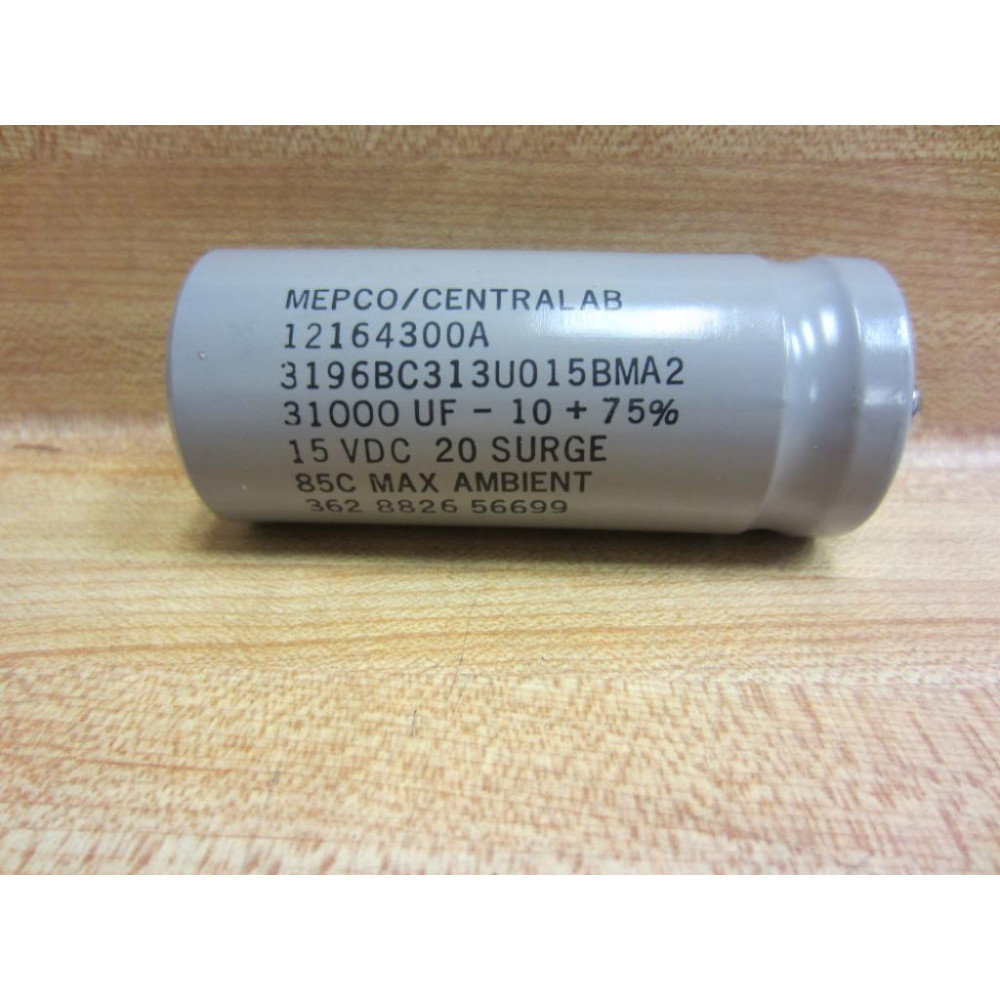 MEPCO/CENTRALAB
12164300A
3196BC313U015BMA2
31000 UF - 10 + 75%
15 VDC 20 SURGE
85C MAX AMBIENT
362 8826 56699